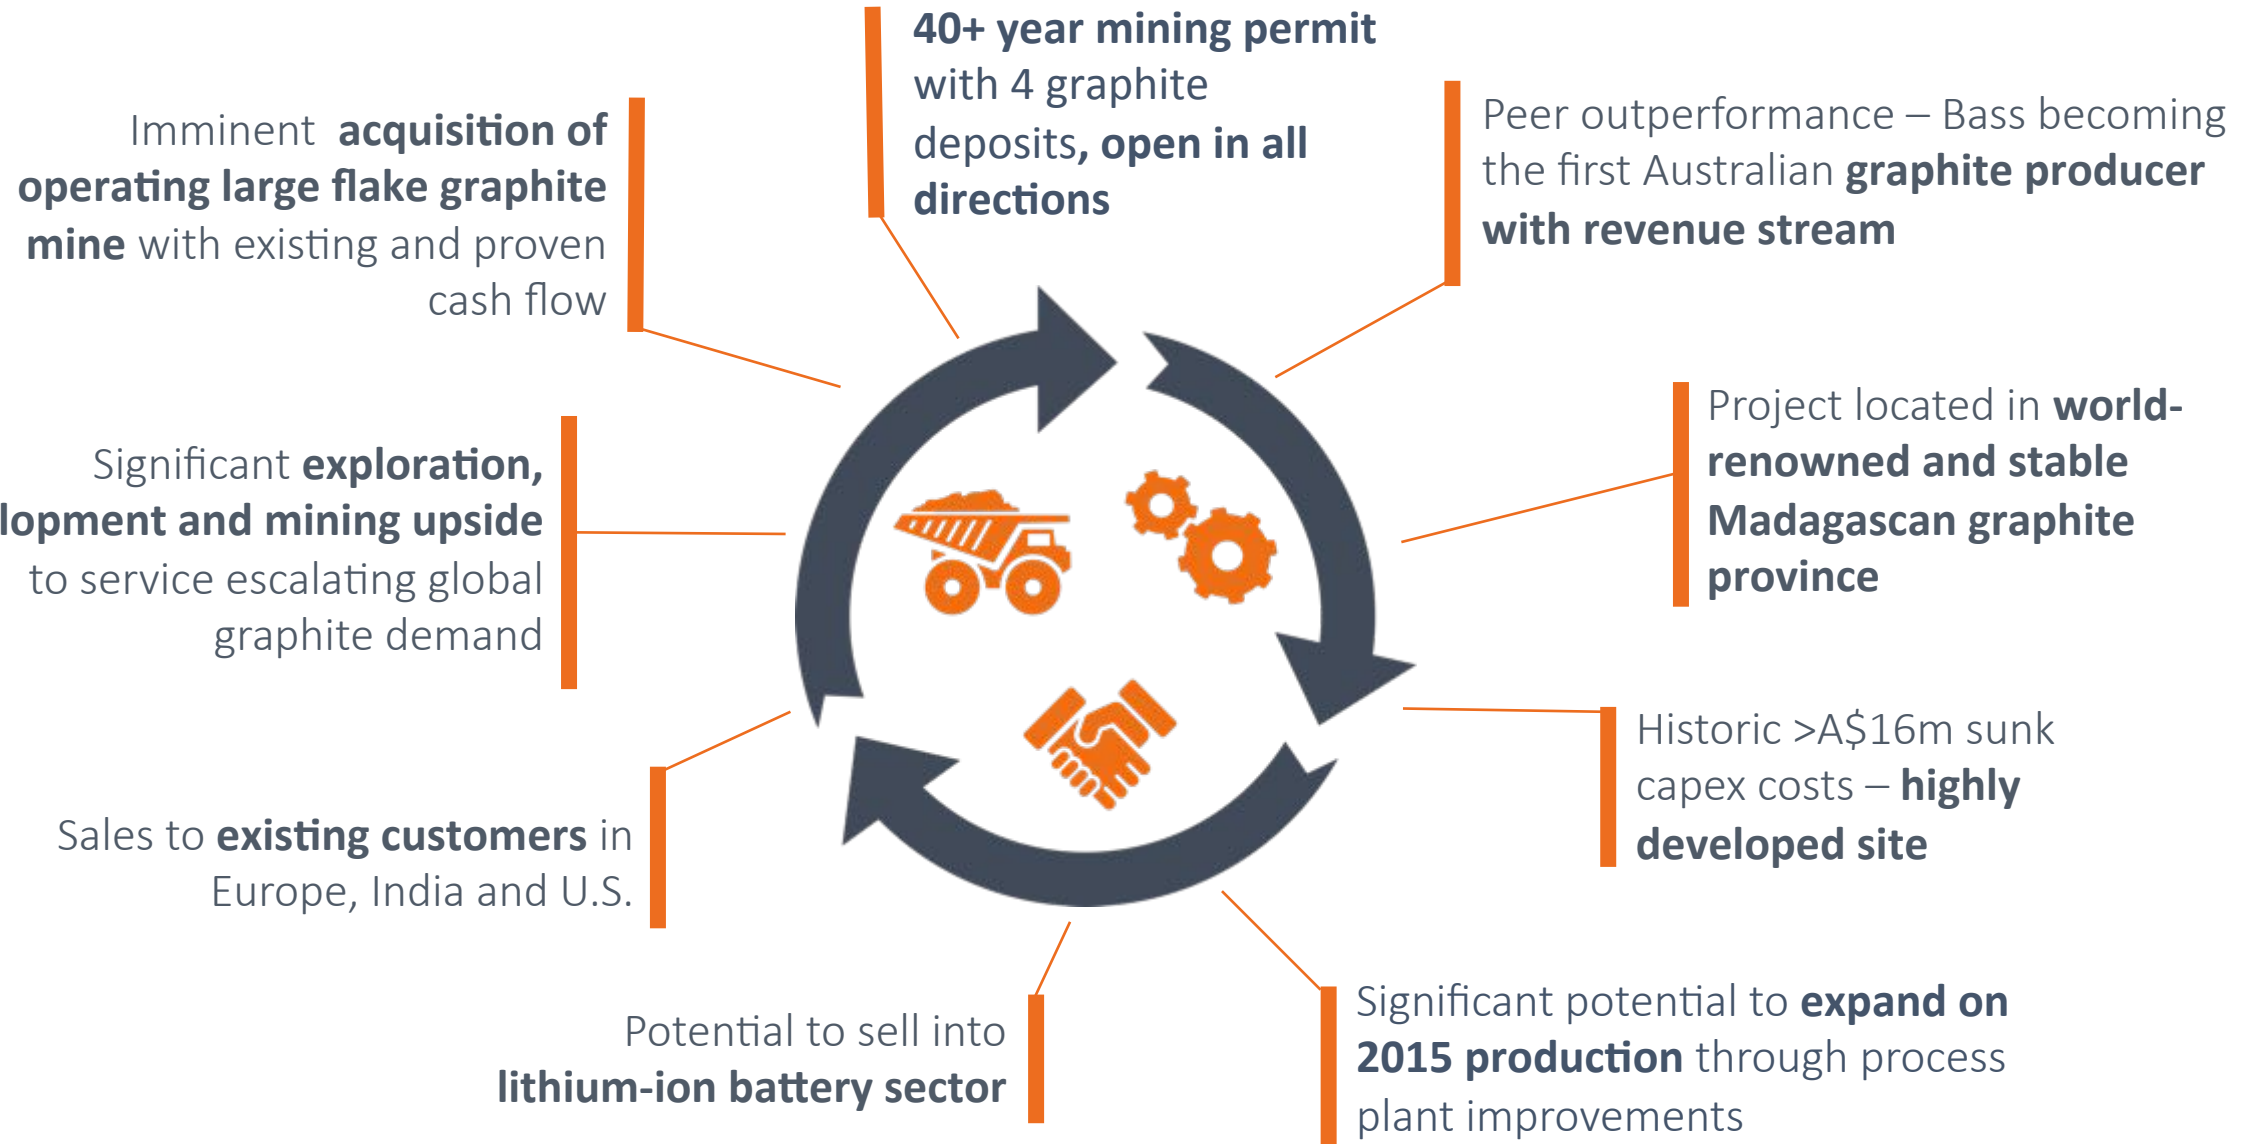 40+ year mining permit
with 4 graphite
deposits, open in all
directions
Peer outperformance – Bass becoming
the first Australian graphite producer
with revenue stream
Project located in world-
renowned and stable
Madagascan graphite
province
Historic >A$16m sunk
capex costs – highly
developed site
Significant potential to expand on
2015 production through process
plant improvements
Potential to sell into
lithium-ion battery sector
Sales to existing customers in
Europe, India and U.S.
Significant exploration,
lopment and mining upside
to service escalating global
graphite demand
Imminent acquisition of
operating large flake graphite
mine with existing and proven
cash flow